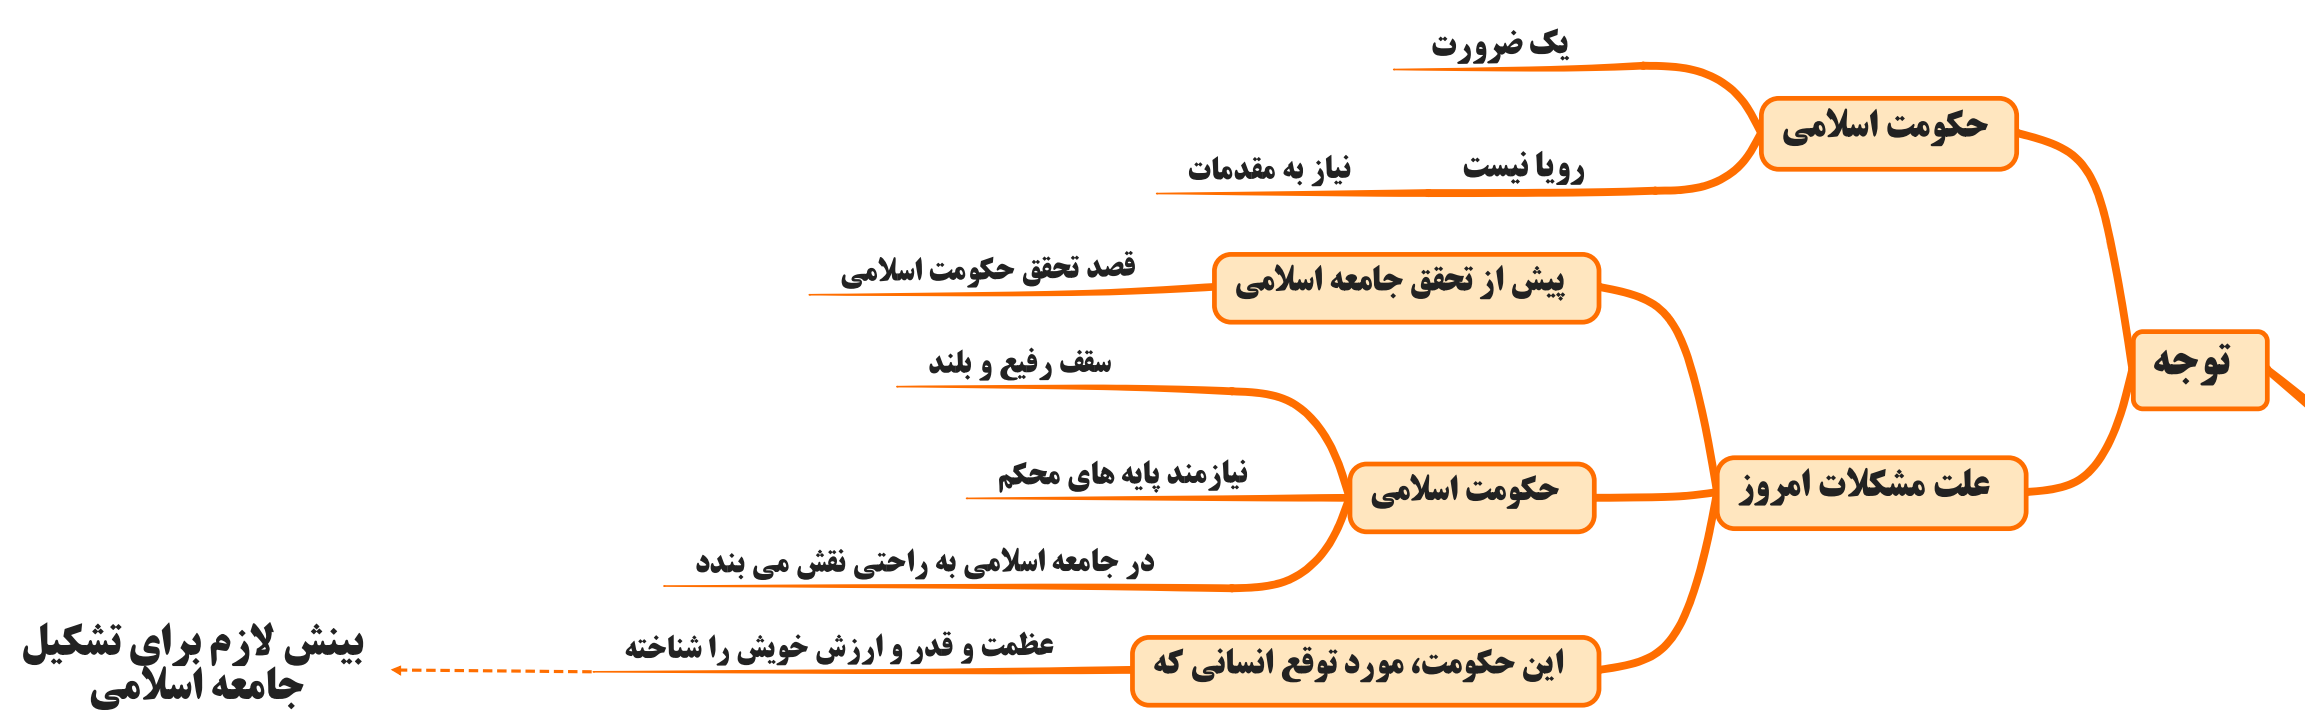 توجه
حکومت اسلامی
یک ضرورت
رویا نیست
نیاز به مقدمات
علت مشکلات امروز
پیش از تحقق جامعه اسلامی
قصد تحقق حکومت اسلامی
حکومت اسلامی
سقف رفیع و بلند
نیازمند پایه های محکم
در جامعه اسلامی به راحتی نقش می بندد
این حکومت، مورد توقع انسانی که
عظمت و قدر و ارزش خویش را شناخته
بینش لازم برای تشکیل
جامعه اسلامی